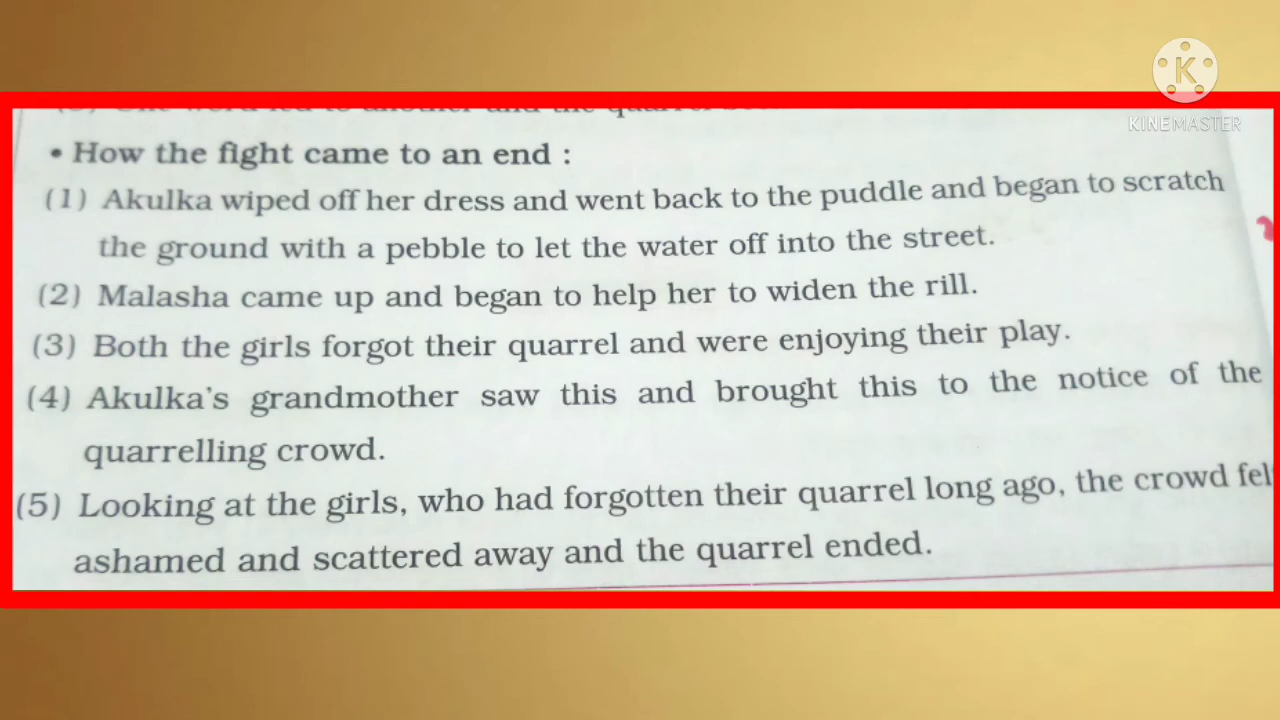 K
KINEMASTER
• How the fight came to an end :
(1) Akulka wiped off her dress and went back to the puddle and began to scratch
the ground with a pebble to let the water off into the street.
(2) Malasha came up and began to help her to widen the rill.
(3) Both the girls forgot their quarrel and were enjoying their play.
(4) Akulka's grandmother saw this and brought this to the notice of the
quarrelling crowd.
(5) Looking at the girls, who had forgotten their quarrel long ago, the crowd
ashamed and scattered away and the quarrel ended.